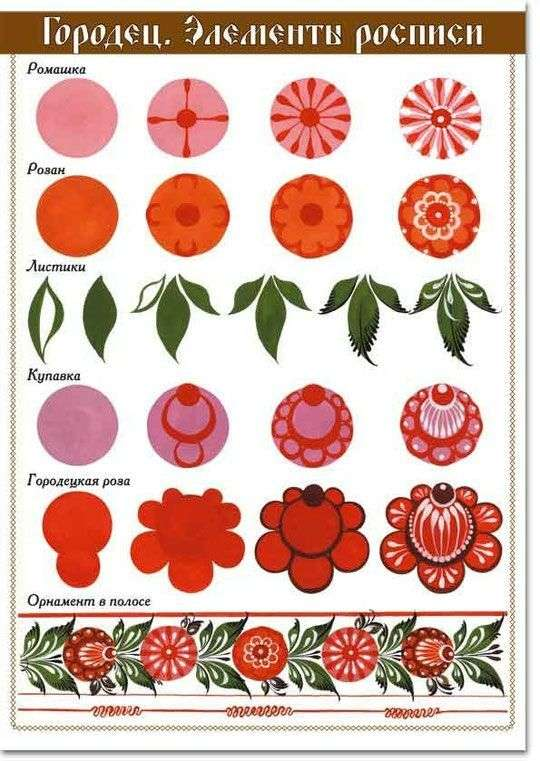 Городец. Элементы росписи
Ромашка
Розан
Листики
Купавка
Городецкая роза
Орнамент в полосе